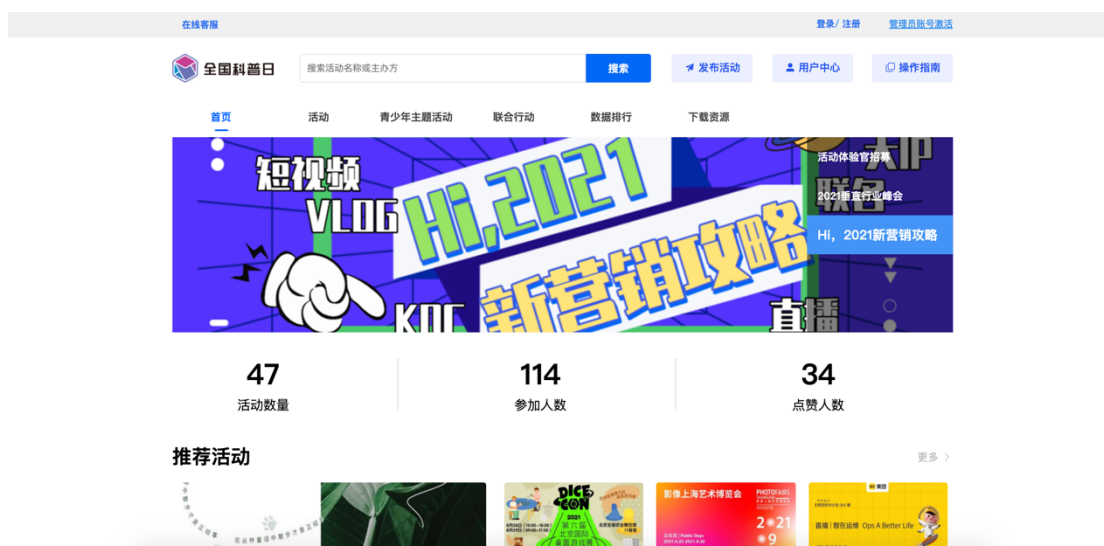 在线客服
登录/ 注册
管理员账号激活
全国科普日
搜索活动名称或主办方
搜索
发布活动
用户中心
操作指南
首页
活动
青少年主题活动
联合行动
数据排行
下载资源
短视频
VLOG
Hi,2021
新营销攻略
KOC
直播
大IP
联名
活动体验官招募
2021垂直行业峰会
Hi，2021新营销攻略
47
活动数量
114
参加人数
34
点赞人数
推荐活动
更多 >
DICE
CON
2021
第六届
北京国际
桌面游戏展
影像上海艺术博览会
PHOTOFAIRS
2021
9
美团
直播 | 智在运维 Ops A Better Life